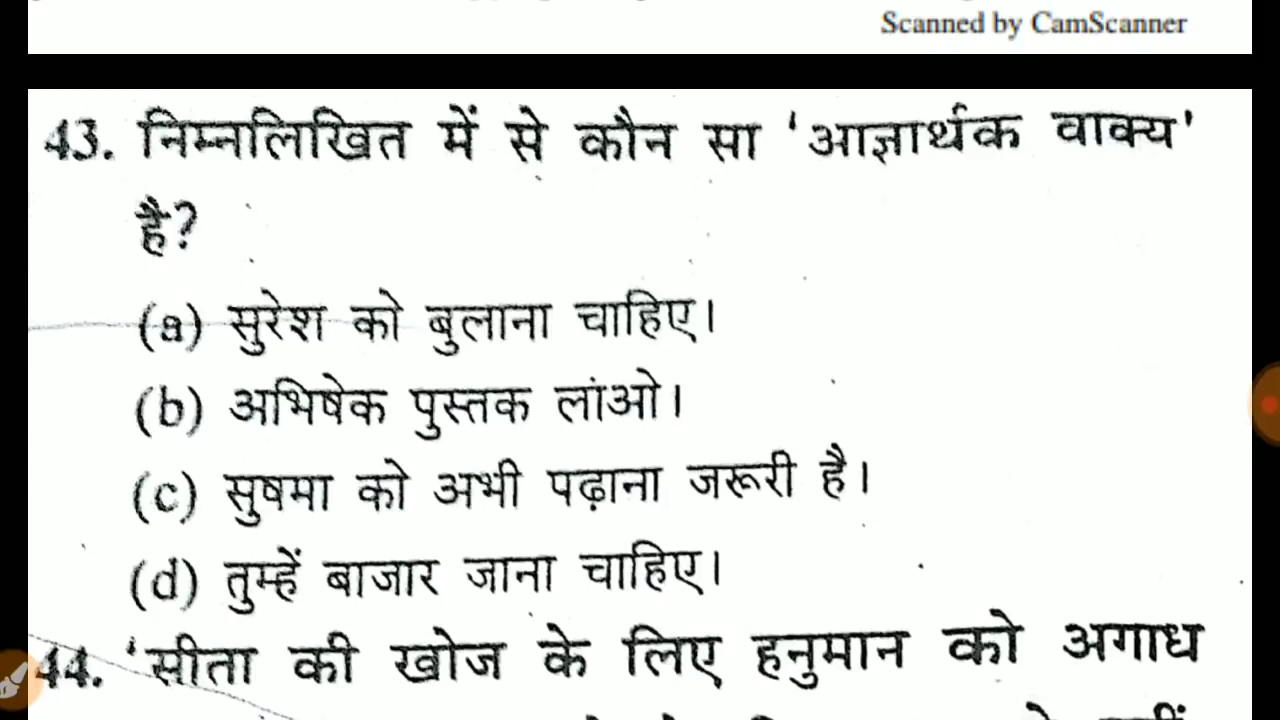 Scanned by CamScanner
43. निम्नलिखित में से कौन सा 'आज्ञार्थक वाक्य'
है?
(a) सुरेश को बुलाना चाहिए।
(b) अभिषेक पुस्तक लांओ।
(c) सुषमा को अभी पढ़ाना जरूरी है।
(d) तुम्हें बाजार जाना चाहिए।
44. 'सीता की खोज के लिए हनुमान को अगाध